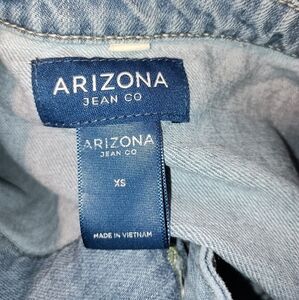 ARIZONA
JEAN CO
ARIZONA
JEAN CO
XS
MADE IN VIETNAM